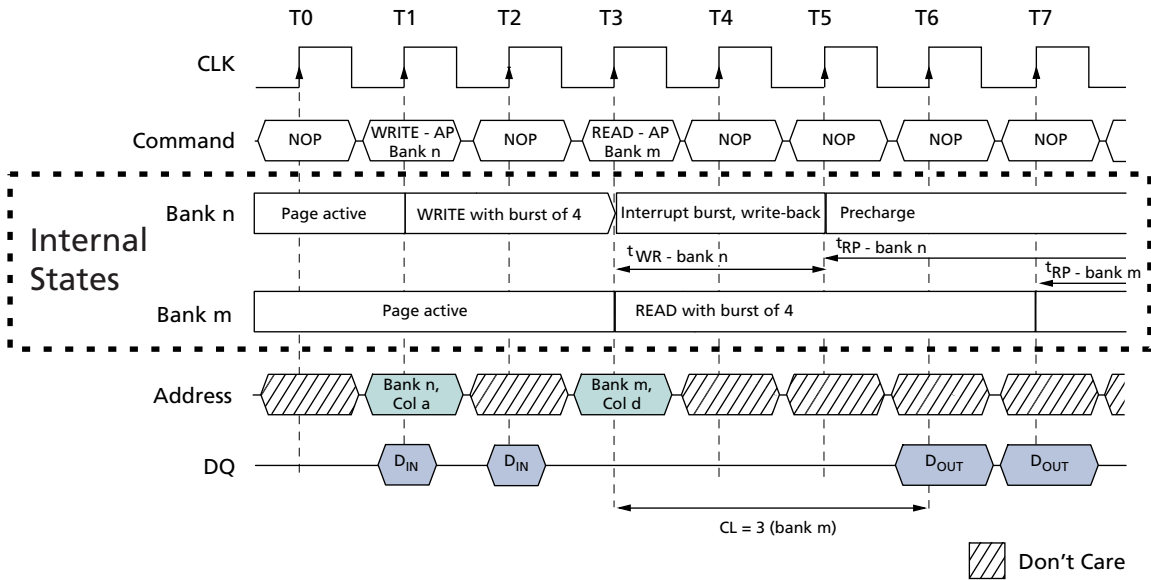 T0 T1 T2 T3 T4 T5 T6 T7
CLK
Command NOP WRITE - AP Bank n NOP READ - AP Bank m NOP NOP NOP NOP
Internal States
Bank n Page active WRITE with burst of 4 Interrupt burst, write-back Precharge
tWR - bank n tRP - bank n
tRP - bank m
Bank m Page active READ with burst of 4
Address Bank n, Col a Bank m, Col d
DQ DIN DIN DOUT DOUT
CL = 3 (bank m)
Don't Care